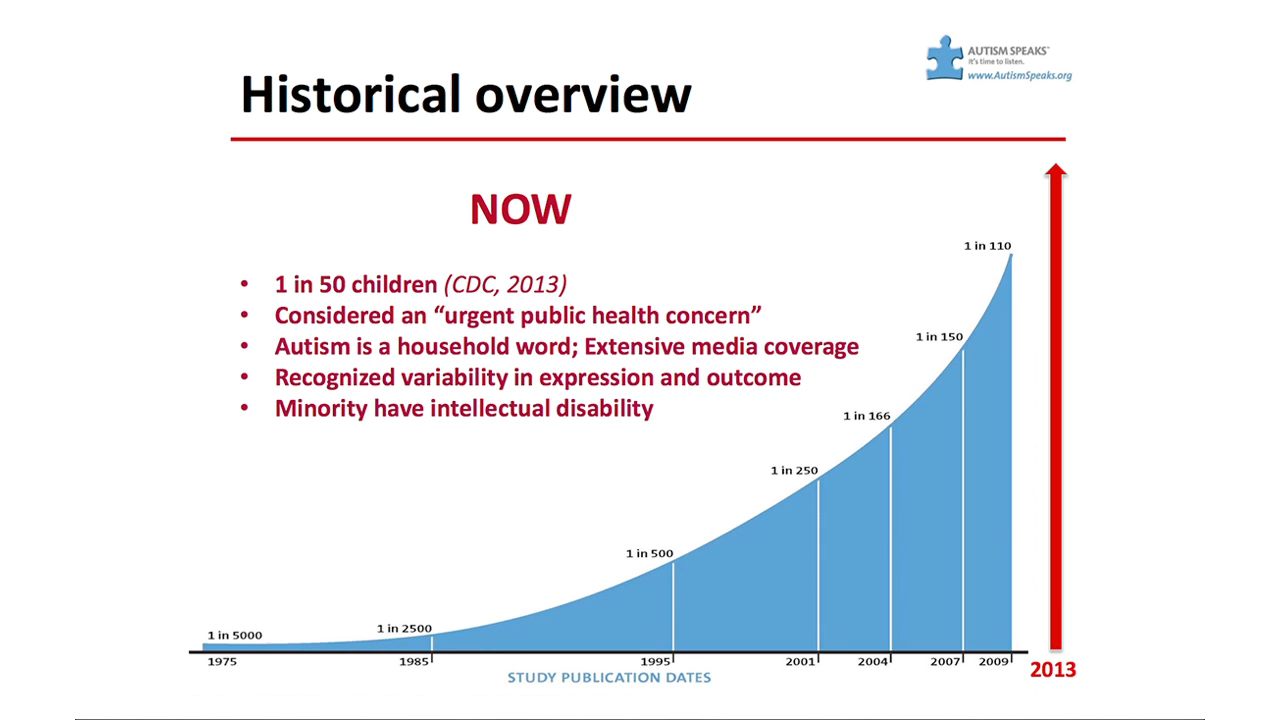 AUTISM SPEAKS™
It's time to listen.
www.AutismSpeaks.org
Historical overview
NOW
• 1 in 50 children (CDC, 2013)
• Considered an “urgent public health concern”
• Autism is a household word; Extensive media coverage
• Recognized variability in expression and outcome
• Minority have intellectual disability
1 in 110
1 in 150
1 in 166
1 in 250
1 in 500
1 in 2500
1 in 5000
1975 1985 1995 2001 2004 2007 2009 2013
STUDY PUBLICATION DATES